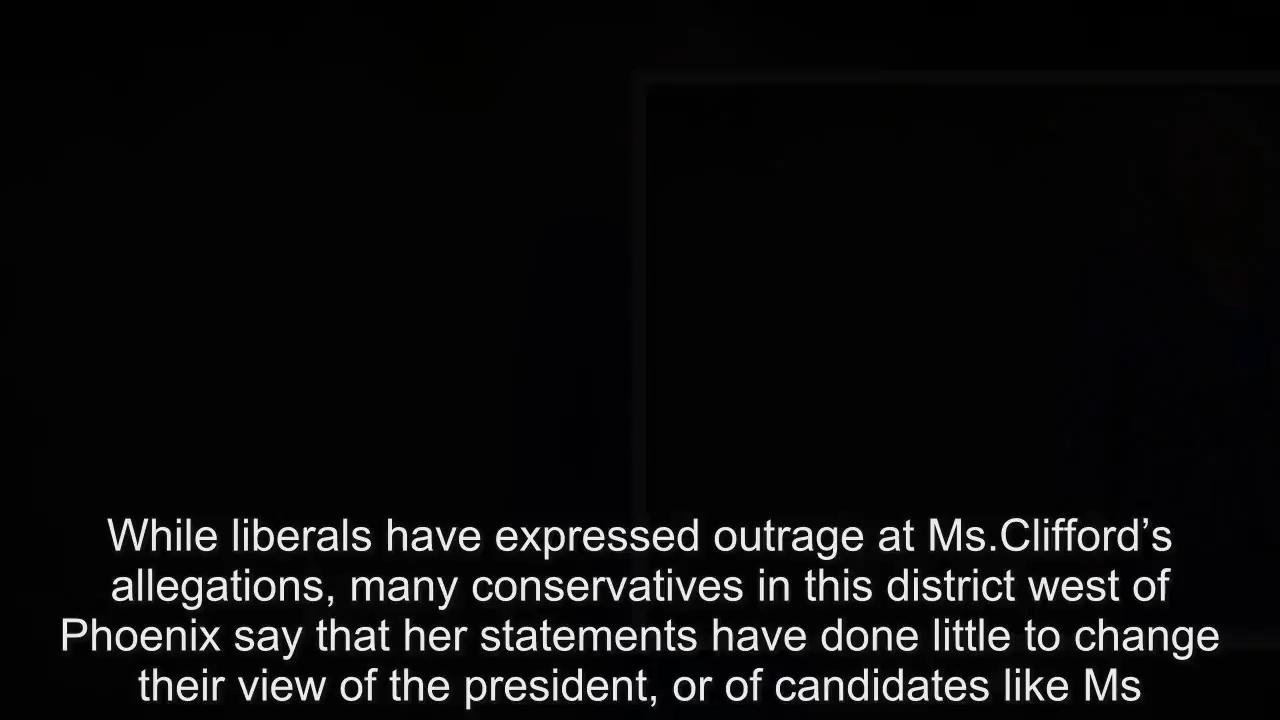 While liberals have expressed outrage at Ms.Clifford’s
allegations, many conservatives in this district west of
Phoenix say that her statements have done little to change
their view of the president, or of candidates like Ms